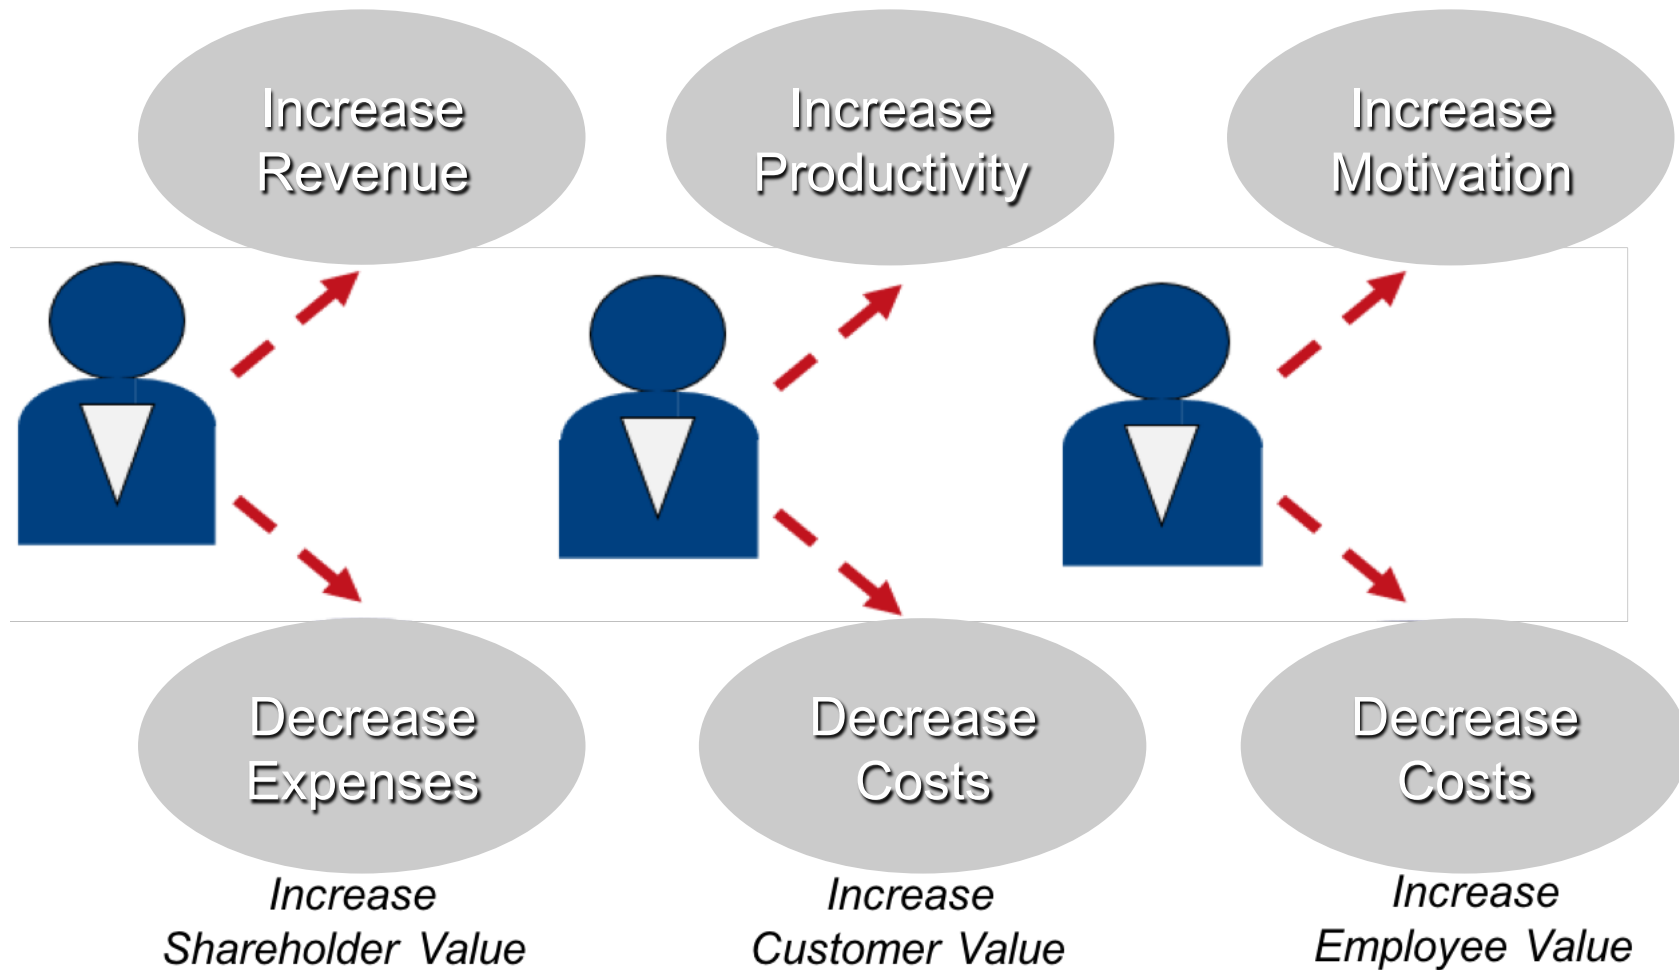 Increase
Revenue
Increase
Productivity
Increase
Motivation
Decrease
Expenses
Decrease
Costs
Decrease
Costs
Increase
Shareholder Value
Increase
Customer Value
Increase
Employee Value